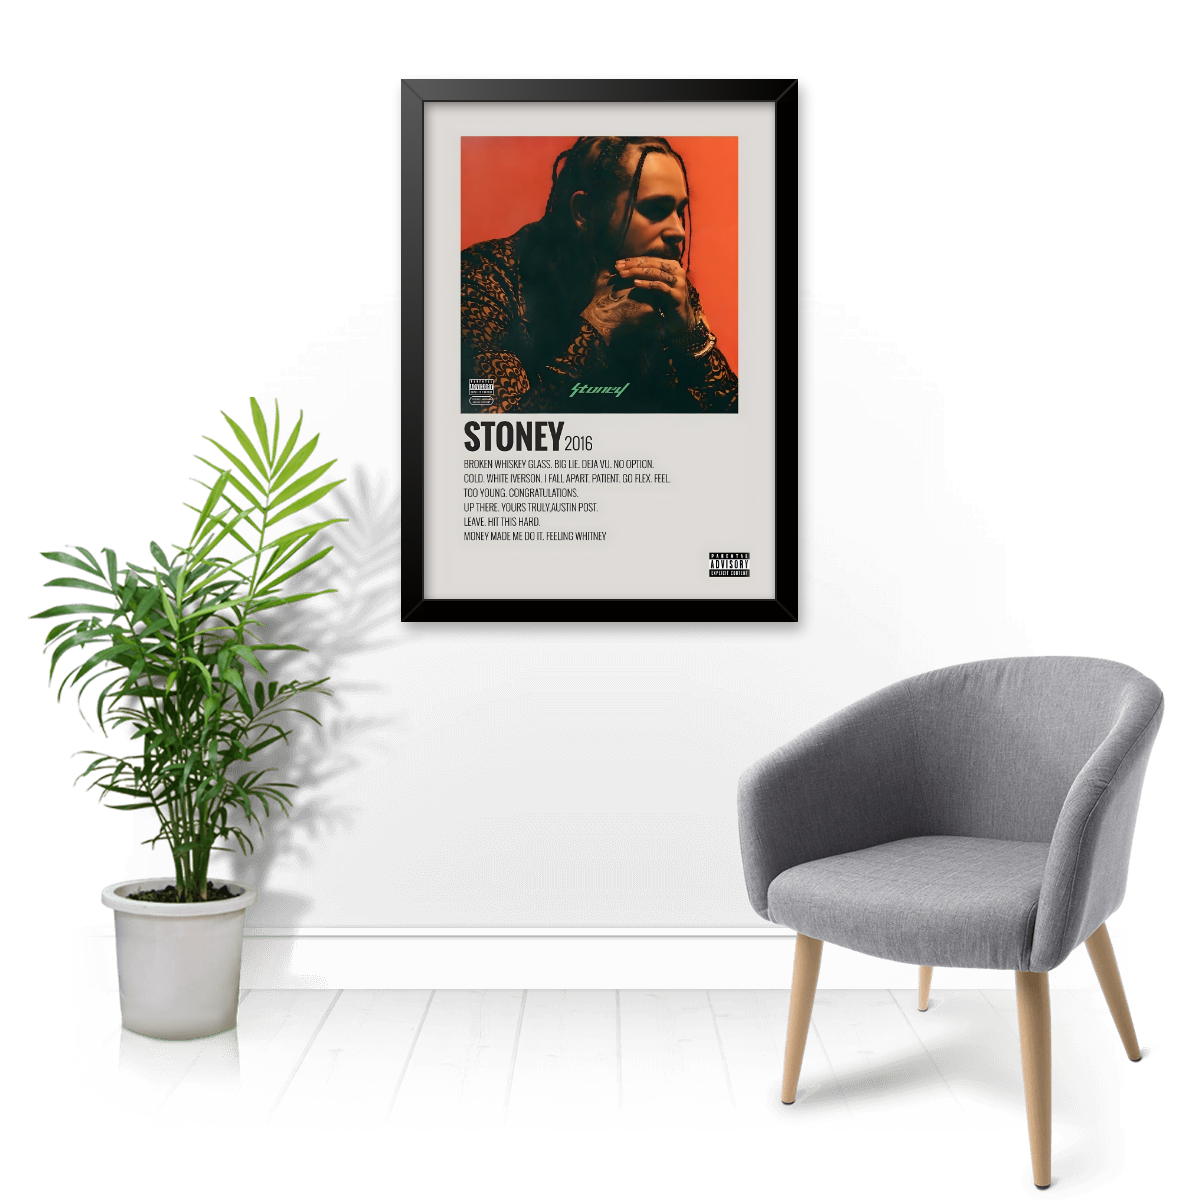 PARENTAL
ADVISORY
Stoney
STONEY 2016
BROKEN WHISKEY GLASS. BIG LIE. DEJA VU. NO OPTION.
COLD. WHITE IVERSON. I FALL APART. PATIENT. GO FLEX. FEEL.
TOO YOUNG. CONGRATULATIONS.
UP THERE. YOURS TRULY,AUSTIN POST.
LEAVE. HIT THIS HARD.
MONEY MADE ME DO IT. FEELING WHITNEY
PARENTAL
ADVISORY
EXPLICIT CONTENT